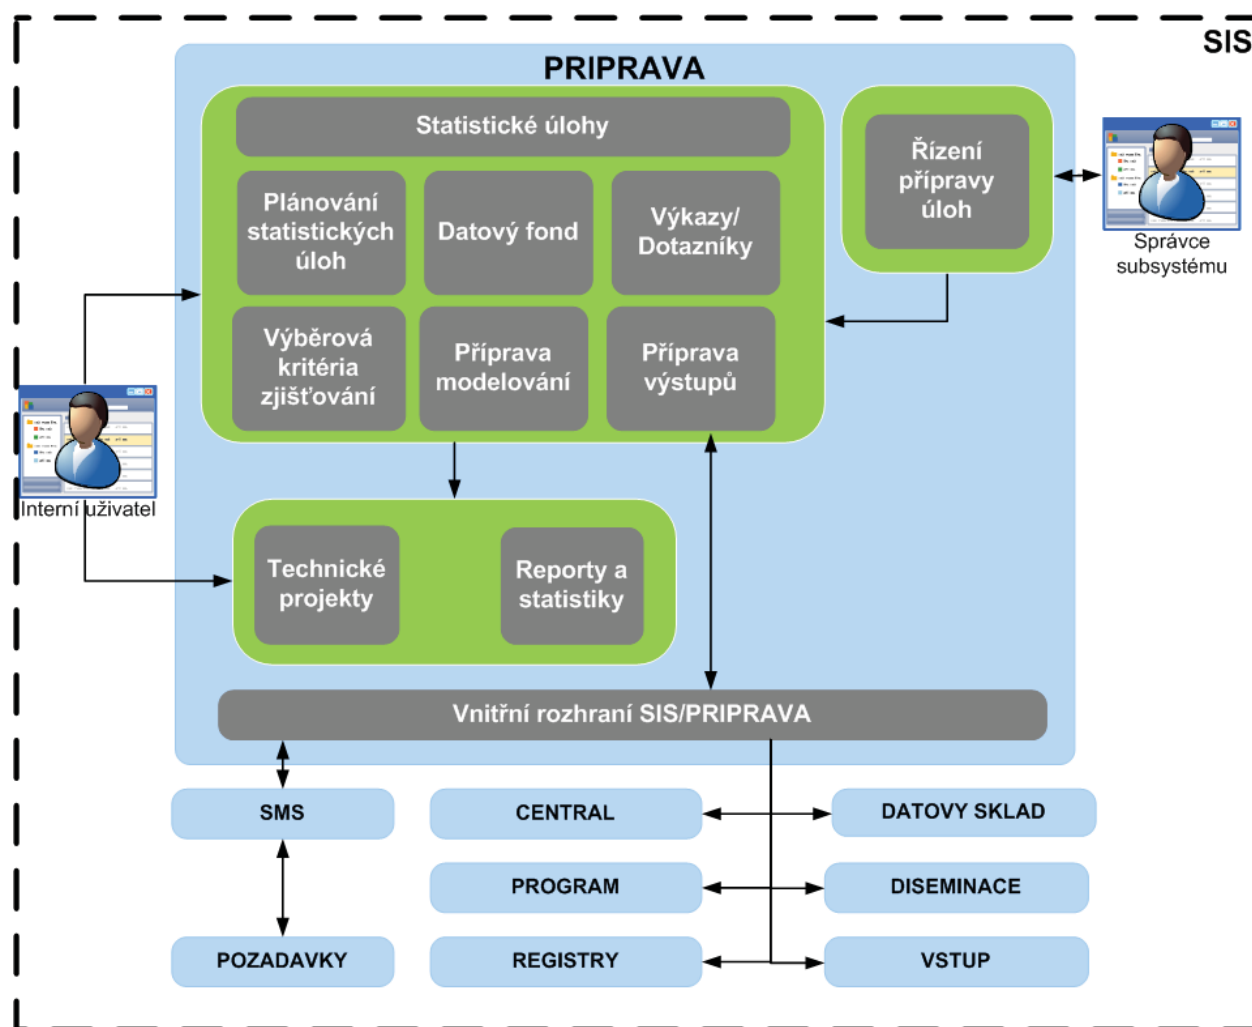 SIS
PRIPRAVA
Statistické úlohy
Řízení
přípravy
úloh
Plánování
statistických
úloh
Datový fond
Výkazy/
Dotazníky
Správce
subsystému
Výběrová
kritéria
zjišťování
Příprava
modelování
Příprava
výstupů
Interní uživatel
Technické
projekty
Reporty a
statistiky
Vnitřní rozhraní SIS/PRIPRAVA
SMS
CENTRAL
DATOVY SKLAD
PROGRAM
DISEMINACE
POZADAVKY
REGISTRY
VSTUP